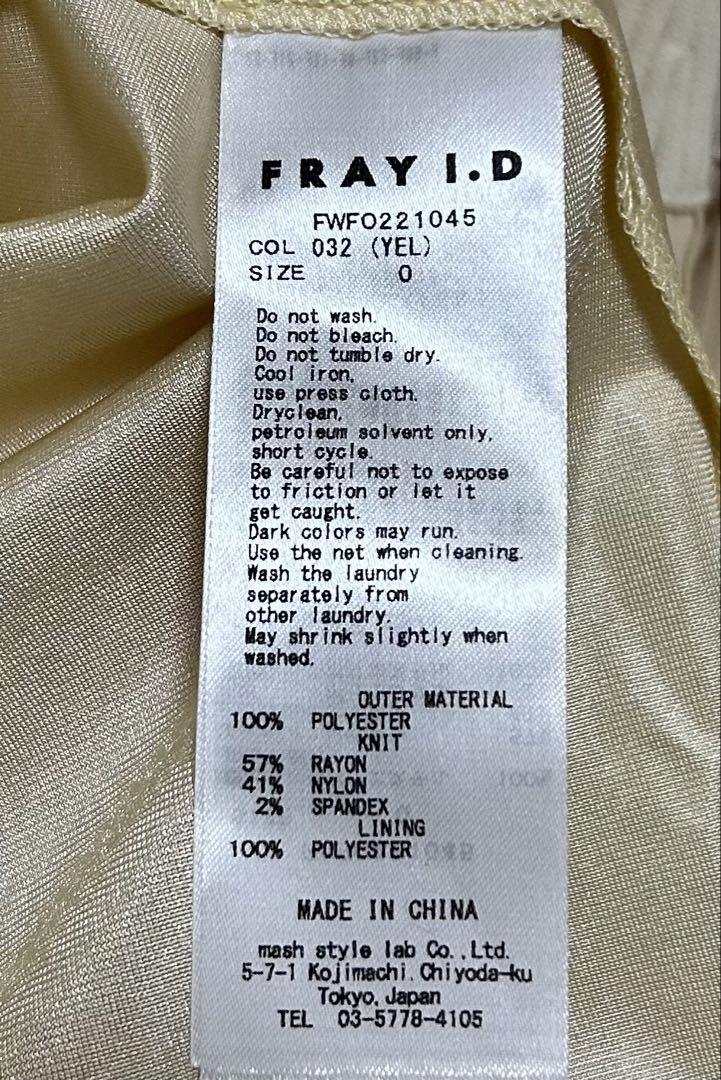 FRAY I.D
FWFO221045
COL 032 (YEL)
SIZE 0
Do not wash.
Do not bleach.
Do not tumble dry.
Cool iron,
use press cloth.
Dryclean,
petroleum solvent only,
short cycle.
Be careful not to expose
to friction or let it
get caught.
Dark colors may run.
Use the net when cleaning.
Wash the laundry
separately from
other laundry.
May shrink slightly when
washed.
OUTER MATERIAL
100% POLYESTER
KNIT
57% RAYON
41% NYLON
2% SPANDEX
LINING
100% POLYESTER
MADE IN CHINA
mash style lab Co.,Ltd.
5-7-1 Kojimachi.Chiyoda-ku
Tokyo,Japan
TEL 03-5778-4105